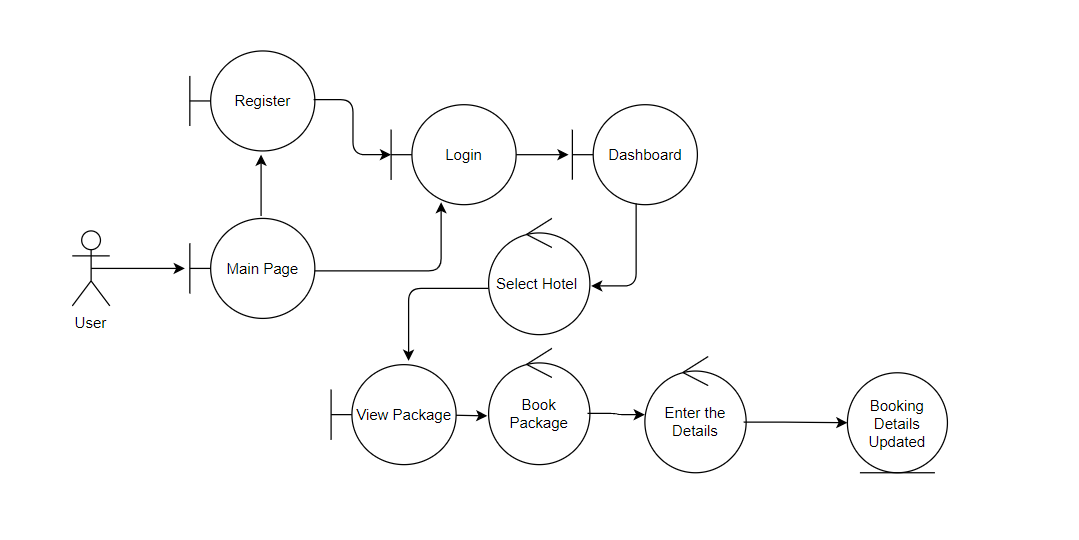 Register
Login
Dashboard
Main Page
Select Hotel
User
View Package
Book
Package
Enter the
Details
Booking
Details
Updated